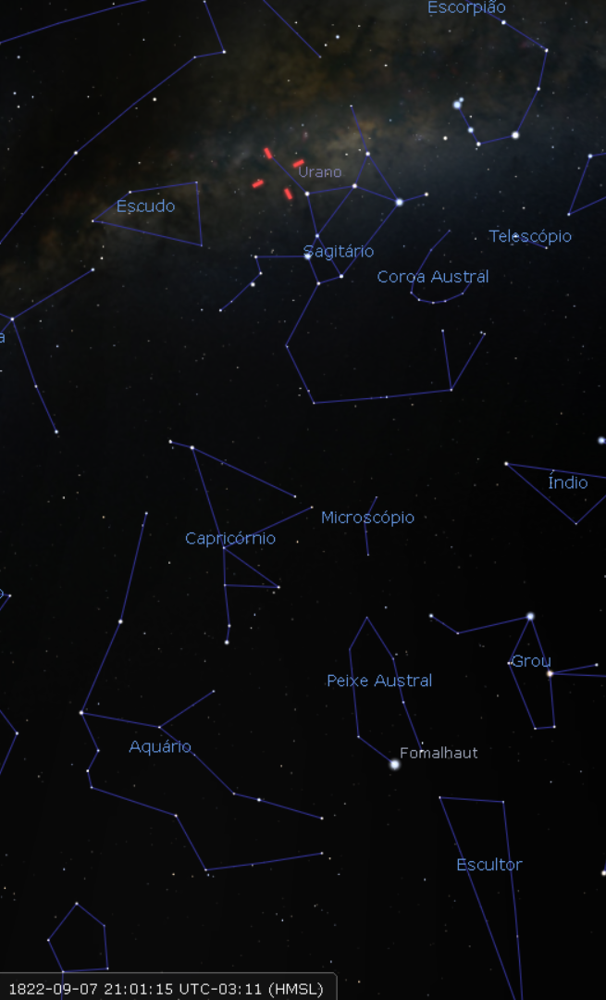 Escorpião
Urano
Escudo
Telescópio
Sagitário
Coroa Austral
a
Índio
Microscópio
Capricórnio
o
Grou
Peixe Austral
Aquário
Fomalhaut
Escultor
1822-09-07 21:01:15 UTC-03:11 (HMSL)